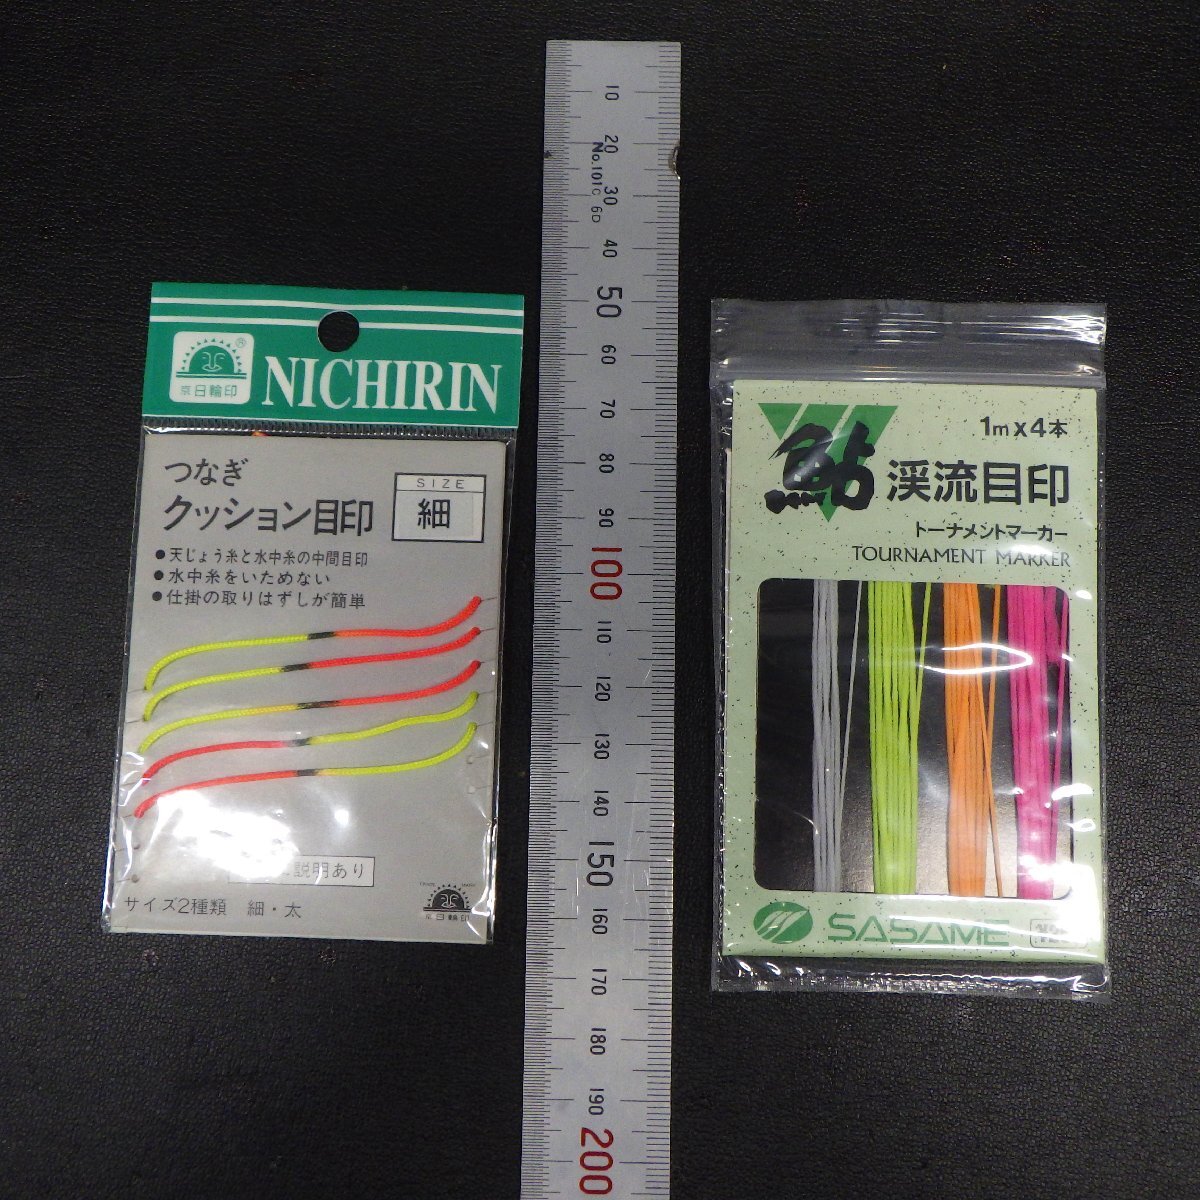 京日輪印
®
NICHIRIN
つなぎ
クッション目印
SIZE
細
●天じょう糸と水中糸の中間目印
●水中糸をいためない
●仕掛の取りはずしが簡単
説明あり
サイズ2種類 細・太
TRADE MARK
京日輪印
10
20
No.101C 6D
30
40
50
60
70
80
90
100
110
120
130
140
150
160
170
180
190
200
1m×4本
鮎
渓流目印
トーナメントマーカー
TOURNAMENT MARKER
SASAME